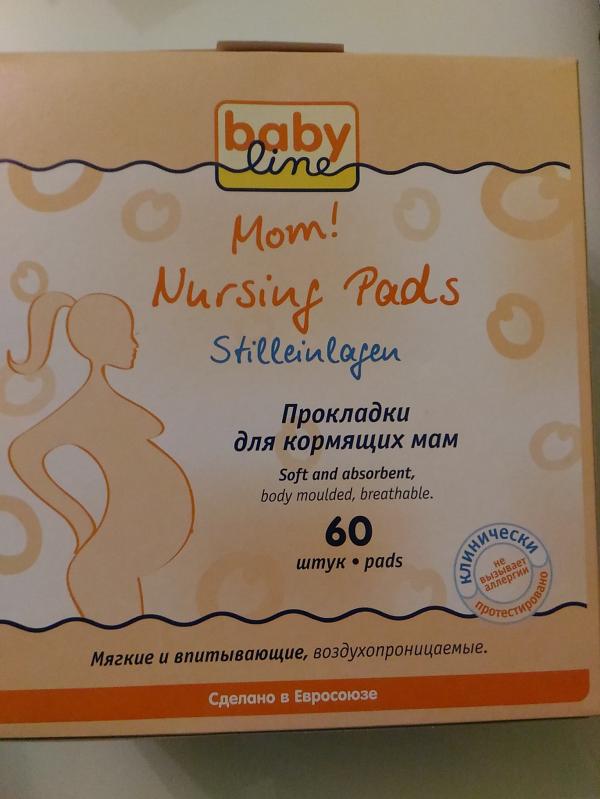 baby
line
Mom!
Nursing Pads
Stilleinlagen
Прокладки
для кормящих мам
Soft and absorbent,
body moulded, breathable.
60
штук • pads
клинически
не
вызывает
аллергии
протестировано
Мягкие и впитывающие, воздухопроницаемые.
Сделано в Евросоюзе